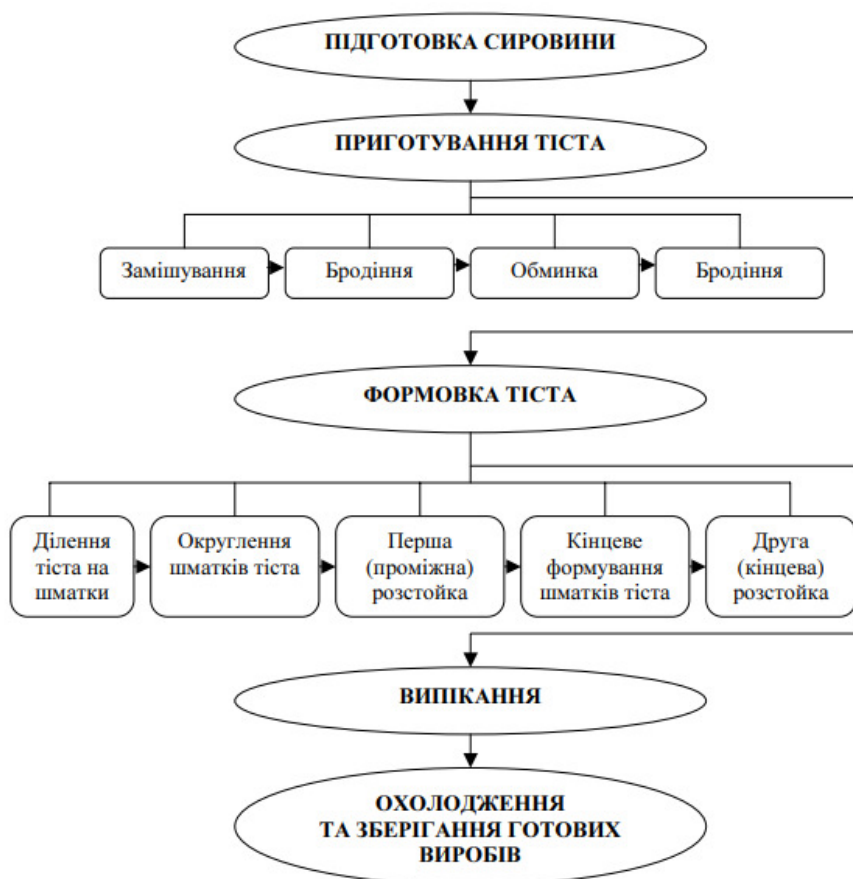 ПІДГОТОВКА СИРОВИНИ
ПРИГОТУВАННЯ ТІСТА
Замішування
Бродіння
Обминка
Бродіння
ФОРМОВКА ТІСТА
Ділення
тіста на
шматки
Округлення
шматків тіста
Перша
(проміжна)
розстойка
Кінцеве
формування
шматків тіста
Друга
(кінцева)
розстойка
ВИПІКАННЯ
ОХОЛОДЖЕННЯ
ТА ЗБЕРІГАННЯ ГОТОВИХ
ВИРОБІВ